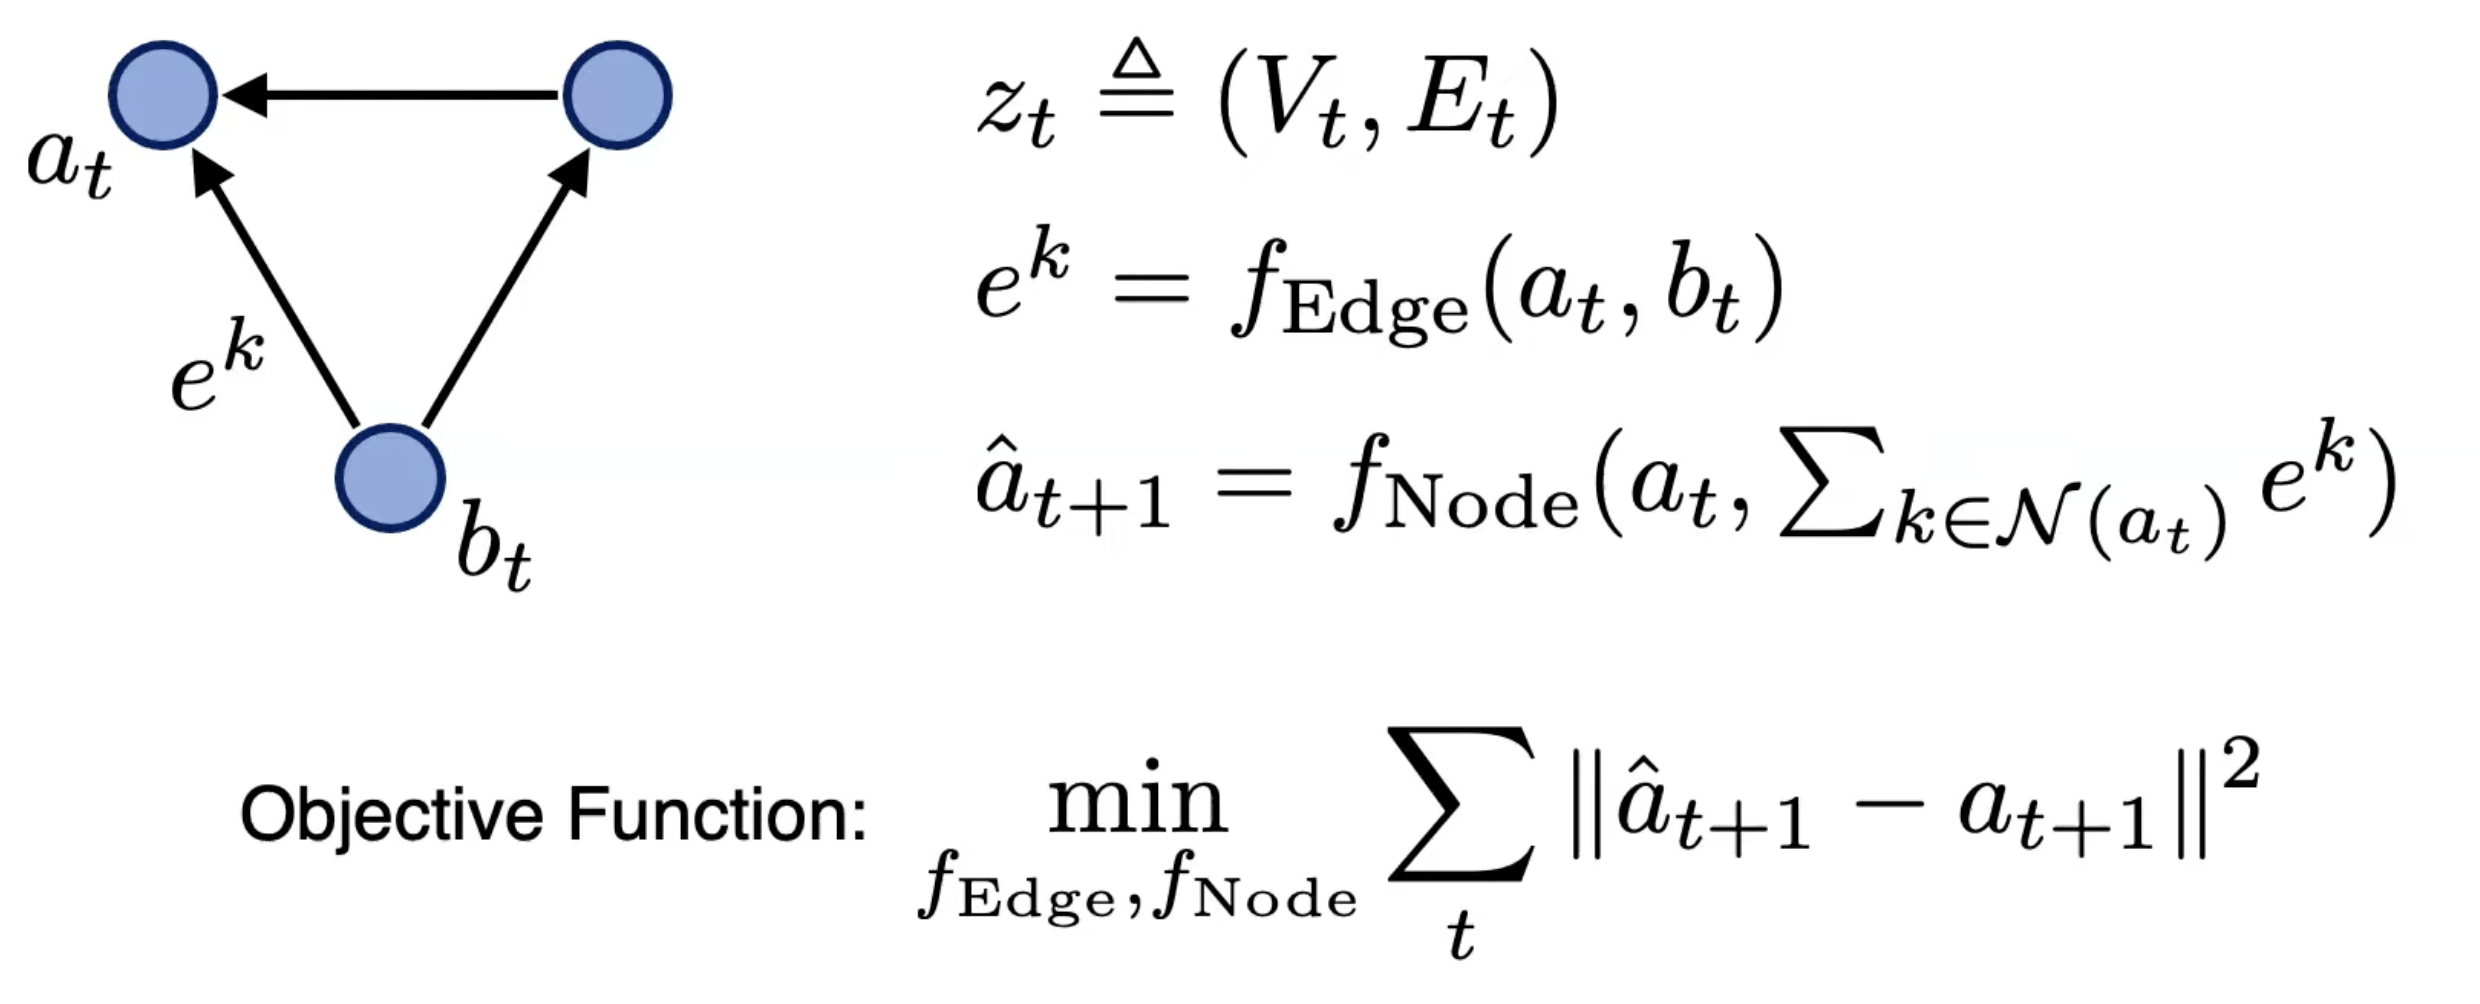 a_t
e^k
b_t
z_t ≜ (V_t, E_t)
e^k = f_Edge(a_t, b_t)
â_{t+1} = f_Node(a_t, ∑_{k∈𝒩(a_t)} e^k)
Objective Function: min_{f_Edge, f_Node} ∑_t ‖â_{t+1} − a_{t+1}‖²